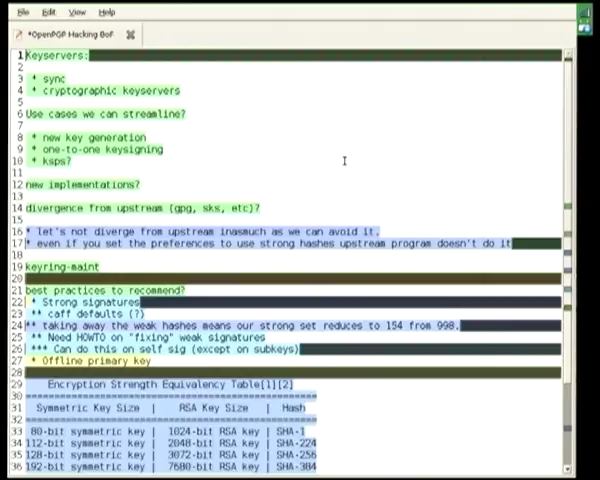 File Edit View Help
*OpenPGP Hacking BoF
1 Keyservers:
2
3 * sync
4 * cryptographic keyservers
5
6 Use cases we can streamline?
7
8 * new key generation
9 * one-to-one keysigning
10 * ksps?
11
12 new implementations?
13
14 divergence from upstream (gpg, sks, etc)?
15
16 * let's not diverge from upstream inasmuch as we can avoid it.
17 * even if you set the preferences to use strong hashes upstream program doesn't do it
18
19 keyring-maint
20
21 best practices to recommend?
22 * Strong signatures
23 ** caff defaults (?)
24 ** taking away the weak hashes means our strong set reduces to 154 from 998.
25 ** Need HOWTO on "fixing" weak signatures
26 *** Can do this on self sig (except on subkeys)
27 * Offline primary key
28
29 Encryption Strength Equivalency Table[1][2]
30 ==========================================
31 Symmetric Key Size | RSA Key Size | Hash
32 ==========================================
33 80-bit symmetric key | 1024-bit RSA key | SHA-1
34 112-bit symmetric key | 2048-bit RSA key | SHA-224
35 128-bit symmetric key | 3072-bit RSA key | SHA-256
36 192-bit symmetric key | 7680-bit RSA key | SHA-384